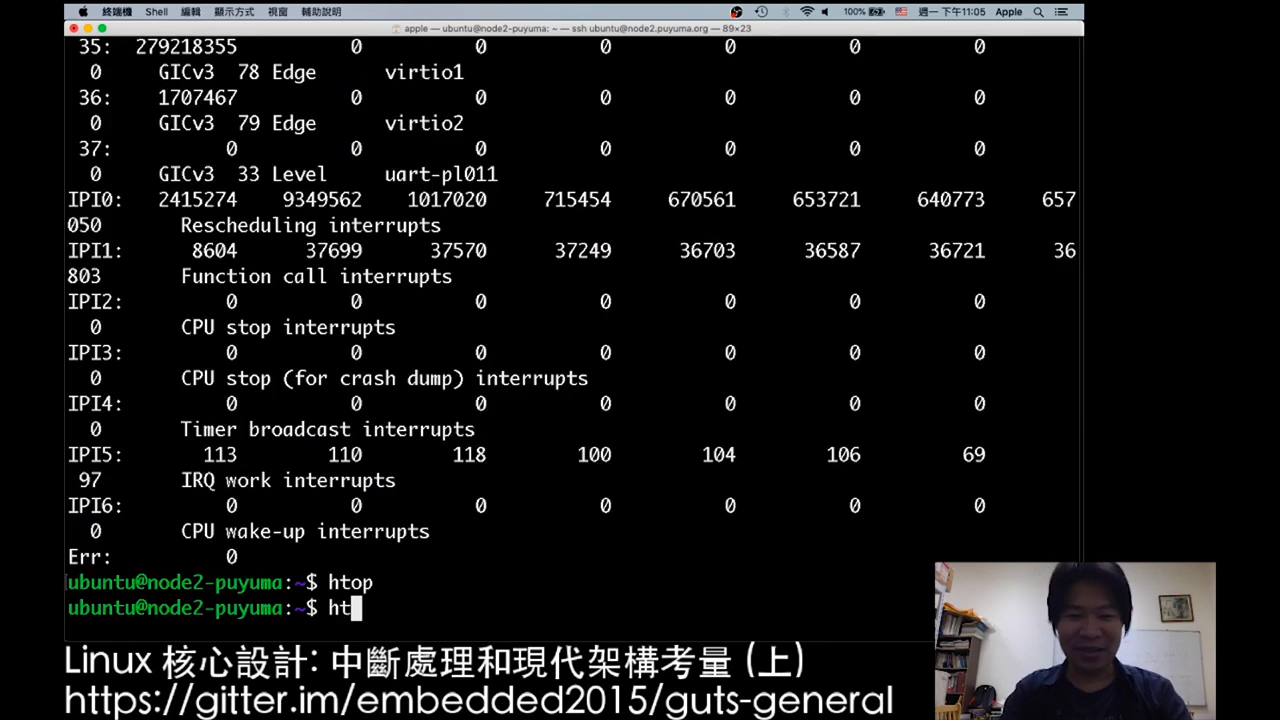 終端機 Shell 編輯 顯示方式 視窗 輔助說明 100% 週一 下午11:05 Apple
apple — ubuntu@node2-puyuma: ~ — ssh ubuntu@node2.puyuma.org — 89×23
35: 279218355 0 0 0 0 0 0
0 GICv3 78 Edge virtio1
36: 1707467 0 0 0 0 0 0
0 GICv3 79 Edge virtio2
37: 0 0 0 0 0 0 0
0 GICv3 33 Level uart-pl011
IPI0: 2415274 9349562 1017020 715454 670561 653721 640773 657
050 Rescheduling interrupts
IPI1: 8604 37699 37570 37249 36703 36587 36721 36
803 Function call interrupts
IPI2: 0 0 0 0 0 0 0
0 CPU stop interrupts
IPI3: 0 0 0 0 0 0 0
0 CPU stop (for crash dump) interrupts
IPI4: 0 0 0 0 0 0 0
0 Timer broadcast interrupts
IPI5: 113 110 118 100 104 106 69
97 IRQ work interrupts
IPI6: 0 0 0 0 0 0 0
0 CPU wake-up interrupts
Err: 0
ubuntu@node2-puyuma:~$ htop
ubuntu@node2-puyuma:~$ ht
Linux 核心設計: 中斷處理和現代架構考量 (上)
https://gitter.im/embedded2015/guts-general